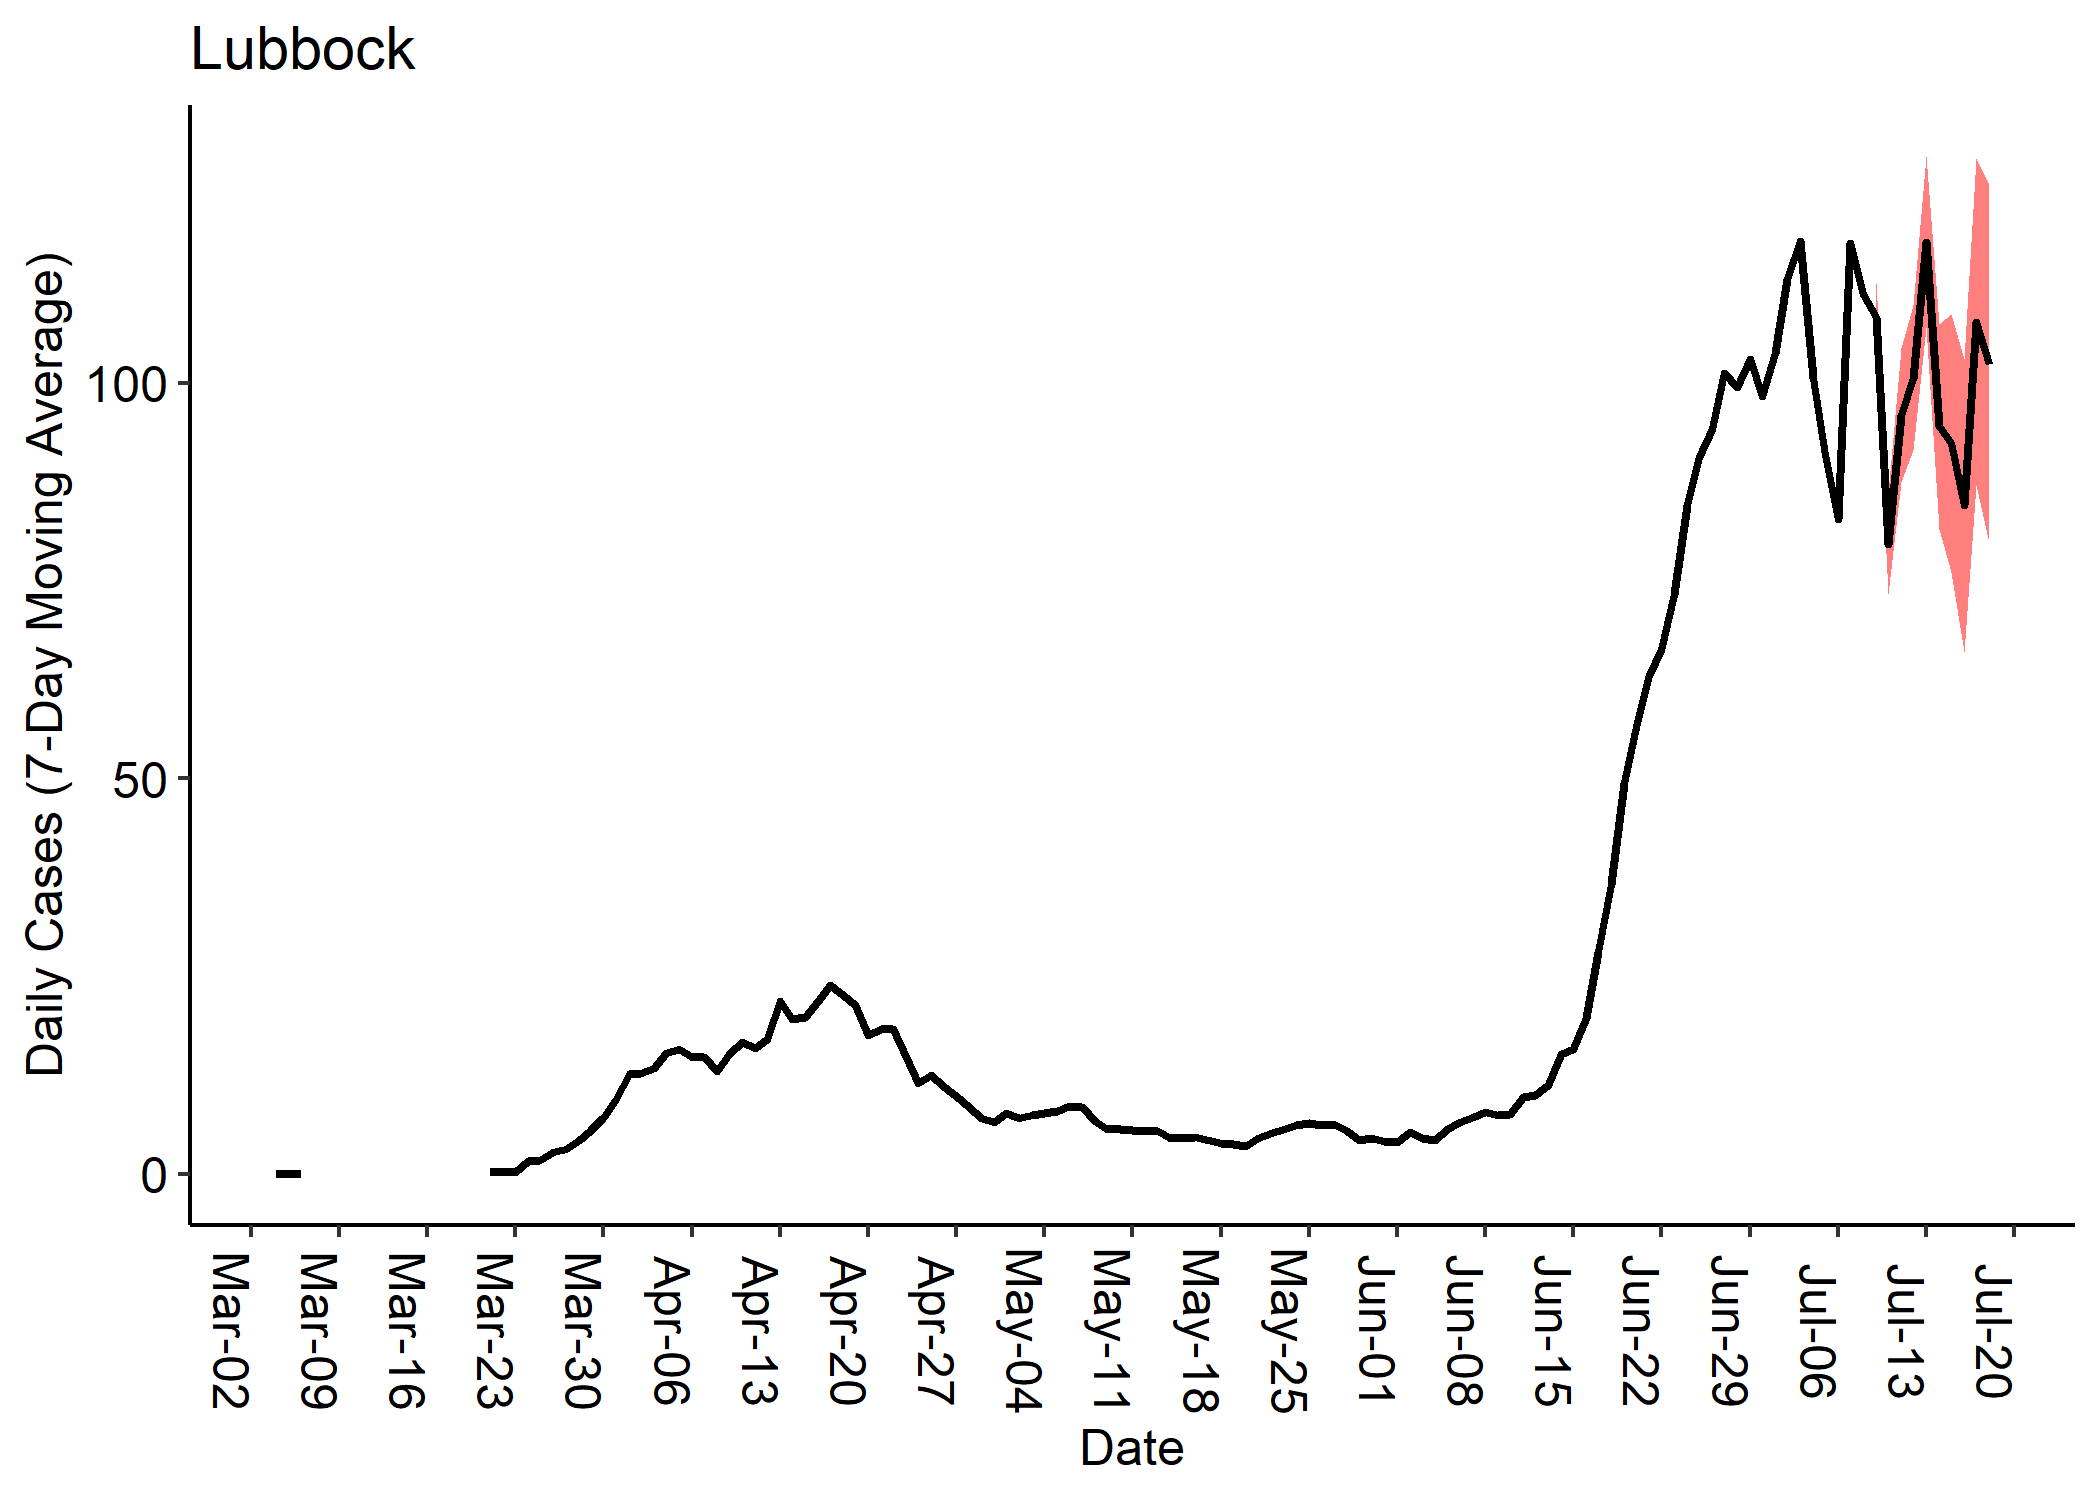 Lubbock
Daily Cases (7-Day Moving Average)
100
50
0
Mar-02
Mar-09
Mar-16
Mar-23
Mar-30
Apr-06
Apr-13
Apr-20
Apr-27
May-04
May-11
May-18
May-25
Jun-01
Jun-08
Jun-15
Jun-22
Jun-29
Jul-06
Jul-13
Jul-20
Date